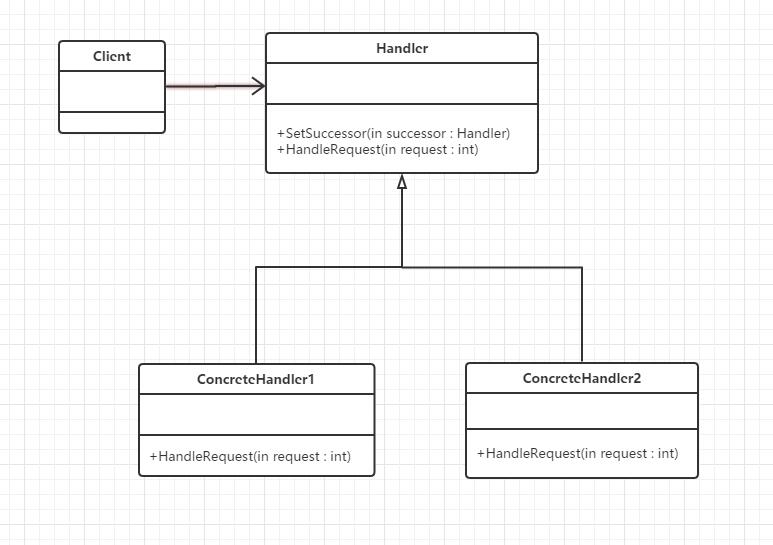 Client
Handler
+SetSuccessor(in successor : Handler)
+HandleRequest(in request : int)
ConcreteHandler1
+HandleRequest(in request : int)
ConcreteHandler2
+HandleRequest(in request : int)